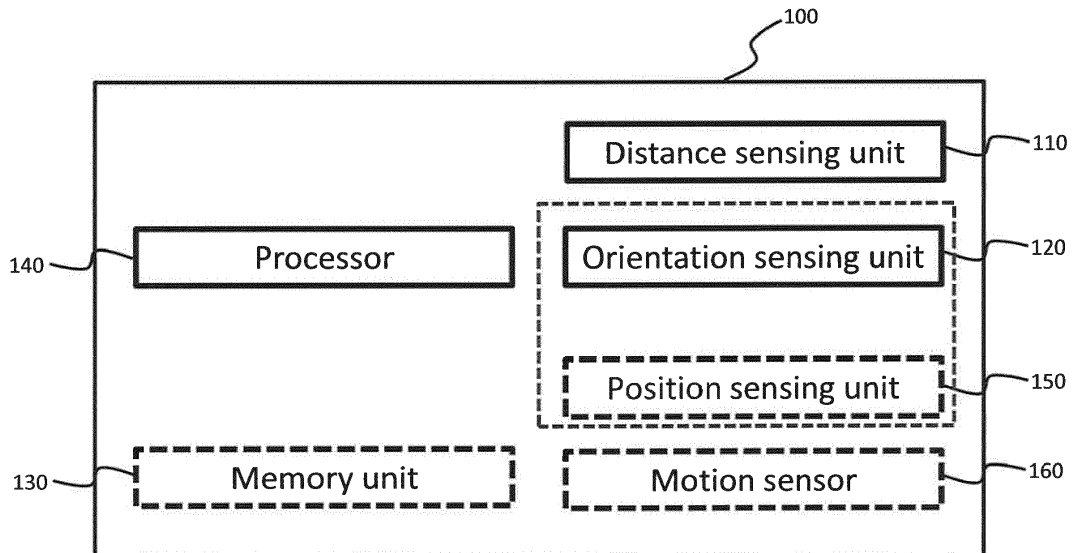 100
Distance sensing unit
110
140
Processor
Orientation sensing unit
120
Position sensing unit
150
130
Memory unit
Motion sensor
160